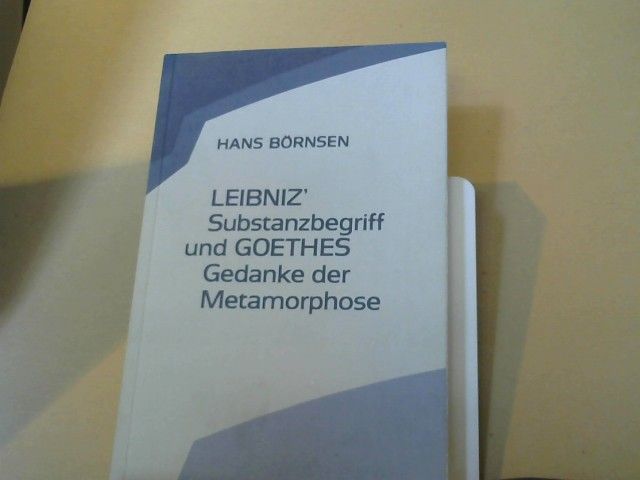 HANS BÖRNSEN
LEIBNIZ'
Substanzbegriff
und GOETHES
Gedanke der
Metamorphose